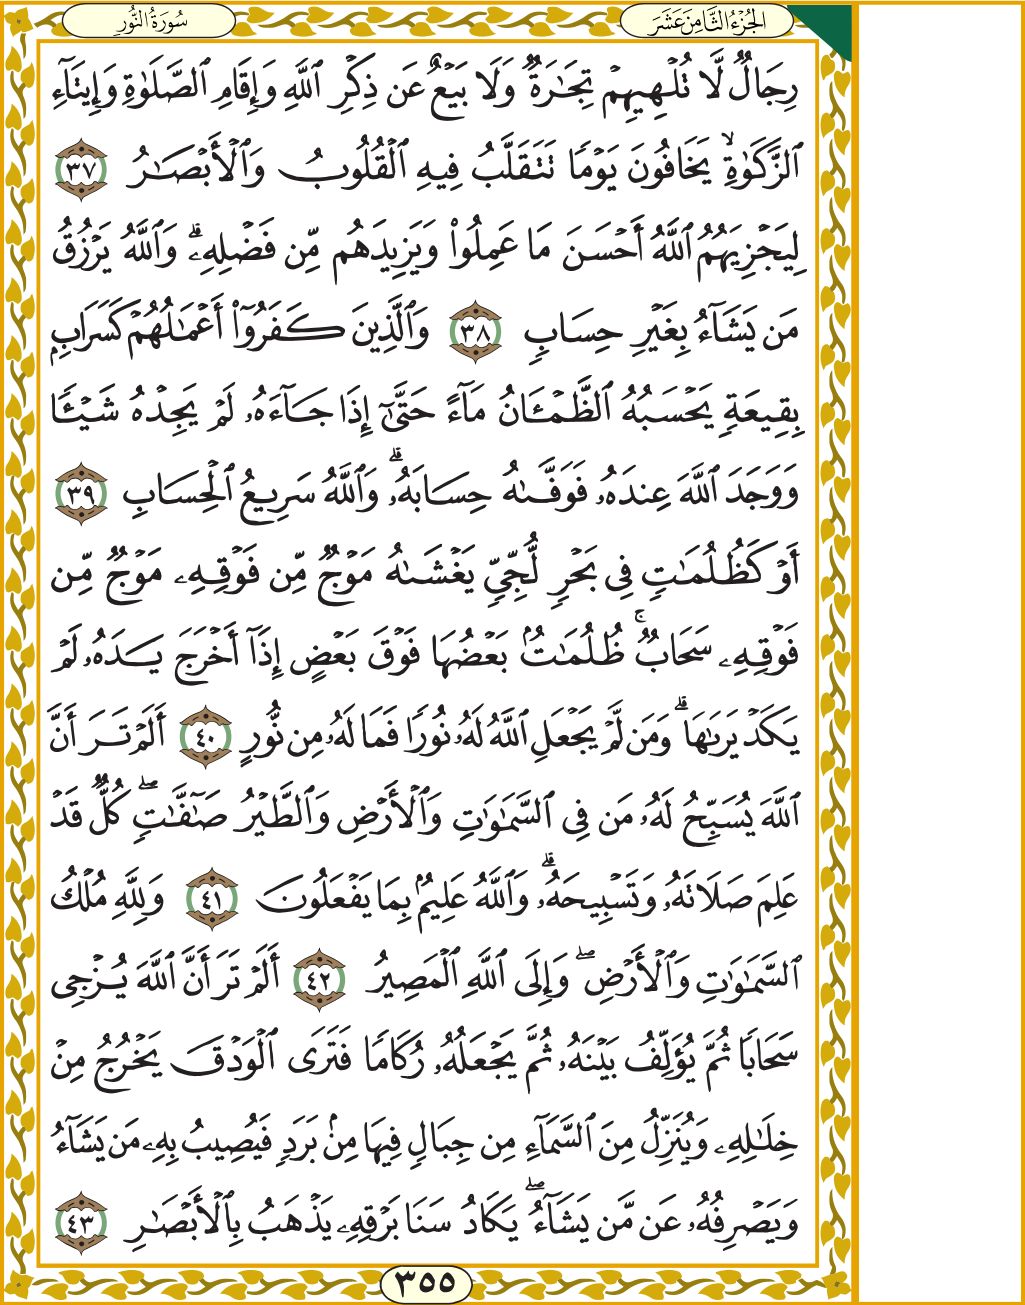 الجُزْءُ الثَّامِنَ عَشَرَ
سُورَةُ النُّور
رِجَالٌ لَّا تُلْهِيهِمْ تِجَٰرَةٌ وَلَا بَيْعٌ عَن ذِكْرِ ٱللَّهِ وَإِقَامِ ٱلصَّلَوٰةِ وَإِيتَآءِ
ٱلزَّكَوٰةِ ۙ يَخَافُونَ يَوْمًا تَتَقَلَّبُ فِيهِ ٱلْقُلُوبُ وَٱلْأَبْصَٰرُ ٣٧
لِيَجْزِيَهُمُ ٱللَّهُ أَحْسَنَ مَا عَمِلُوا۟ وَيَزِيدَهُم مِّن فَضْلِهِۦ ۗ وَٱللَّهُ يَرْزُقُ
مَن يَشَآءُ بِغَيْرِ حِسَابٍ ٣٨ وَٱلَّذِينَ كَفَرُوٓا۟ أَعْمَٰلُهُمْ كَسَرَابٍۭ
بِقِيعَةٍ يَحْسَبُهُ ٱلظَّمْـَٔانُ مَآءً حَتَّىٰٓ إِذَا جَآءَهُۥ لَمْ يَجِدْهُ شَيْـًٔا
وَوَجَدَ ٱللَّهَ عِندَهُۥ فَوَفَّىٰهُ حِسَابَهُۥ ۗ وَٱللَّهُ سَرِيعُ ٱلْحِسَابِ ٣٩
أَوْ كَظُلُمَٰتٍ فِى بَحْرٍ لُّجِّىٍّ يَغْشَىٰهُ مَوْجٌ مِّن فَوْقِهِۦ مَوْجٌ مِّن
فَوْقِهِۦ سَحَابٌ ۚ ظُلُمَٰتٌۢ بَعْضُهَا فَوْقَ بَعْضٍ إِذَآ أَخْرَجَ يَدَهُۥ لَمْ
يَكَدْ يَرَىٰهَا ۗ وَمَن لَّمْ يَجْعَلِ ٱللَّهُ لَهُۥ نُورًا فَمَا لَهُۥ مِن نُّورٍ ٤٠ أَلَمْ تَرَ أَنَّ
ٱللَّهَ يُسَبِّحُ لَهُۥ مَن فِى ٱلسَّمَٰوَٰتِ وَٱلْأَرْضِ وَٱلطَّيْرُ صَٰٓفَّٰتٍ ۖ كُلٌّ قَدْ
عَلِمَ صَلَاتَهُۥ وَتَسْبِيحَهُۥ ۗ وَٱللَّهُ عَلِيمٌۢ بِمَا يَفْعَلُونَ ٤١ وَلِلَّهِ مُلْكُ
ٱلسَّمَٰوَٰتِ وَٱلْأَرْضِ ۖ وَإِلَى ٱللَّهِ ٱلْمَصِيرُ ٤٢ أَلَمْ تَرَ أَنَّ ٱللَّهَ يُزْجِى
سَحَابًا ثُمَّ يُؤَلِّفُ بَيْنَهُۥ ثُمَّ يَجْعَلُهُۥ رُكَامًا فَتَرَى ٱلْوَدْقَ يَخْرُجُ مِنْ
خِلَٰلِهِۦ وَيُنَزِّلُ مِنَ ٱلسَّمَآءِ مِن جِبَالٍ فِيهَا مِنۢ بَرَدٍ فَيُصِيبُ بِهِۦ مَن يَشَآءُ
وَيَصْرِفُهُۥ عَن مَّن يَشَآءُ ۖ يَكَادُ سَنَا بَرْقِهِۦ يَذْهَبُ بِٱلْأَبْصَٰرِ ٤٣
٣٥٥